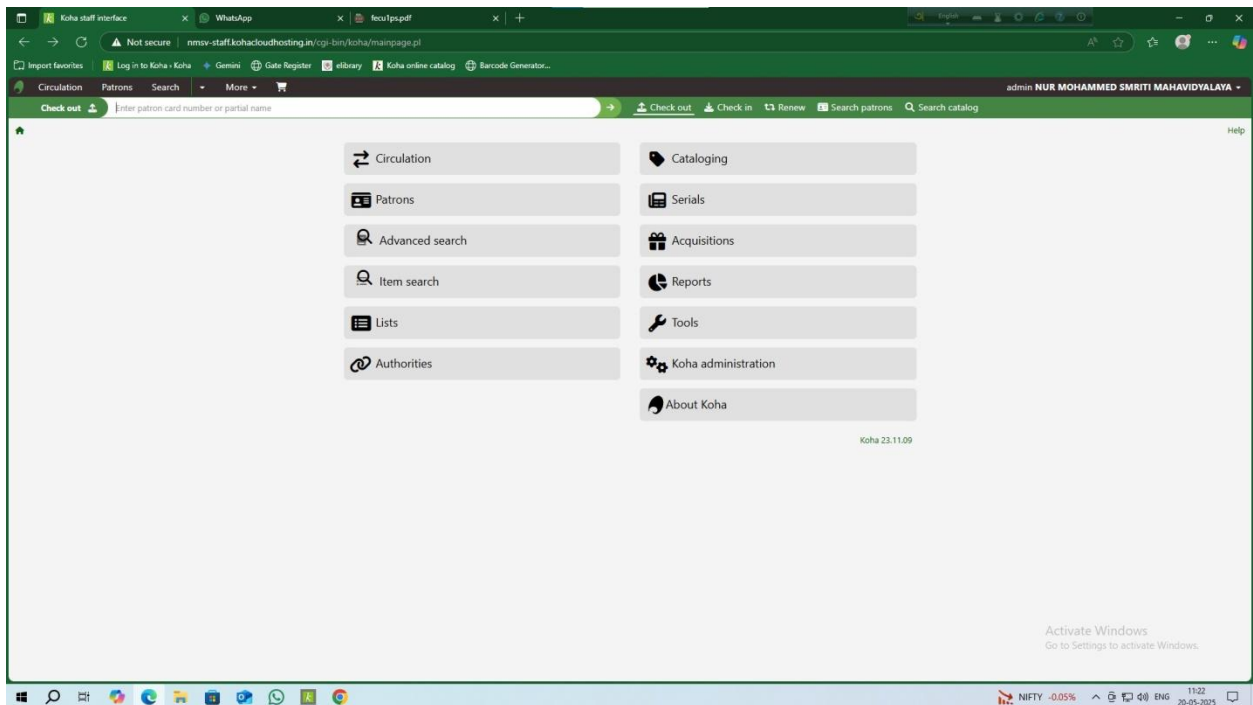 Koha staff interface
WhatsApp
fecu1ps.pdf
English
Not secure
nmsv-staff.kohacloudhosting.in/cgi-bin/koha/mainpage.pl
Import favorites
Log in to Koha › Koha
Gemini
Gate Register
elibrary
Koha online catalog
Barcode Generator...
Circulation Patrons Search More
admin NUR MOHAMMED SMRITI MAHAVIDYALAYA
Check out
Enter patron card number or partial name
Check out
Check in
Renew
Search patrons
Search catalog
Help
Circulation
Patrons
Advanced search
Item search
Lists
Authorities
Cataloging
Serials
Acquisitions
Reports
Tools
Koha administration
About Koha
Koha 23.11.09
Activate Windows
Go to Settings to activate Windows.
NIFTY -0.05%
ENG
11:22
20-05-2025